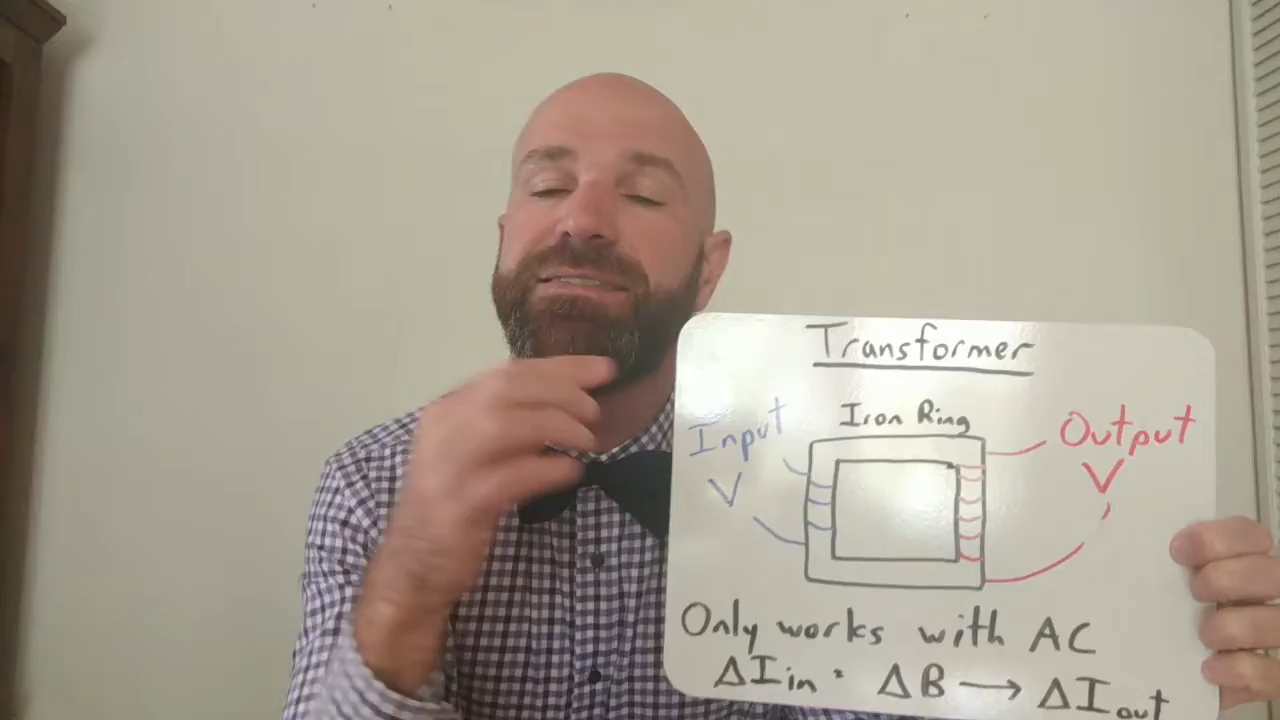 Transformer
Iron Ring
Input
V
Output
V
Only works with AC
ΔIin · ΔB → ΔIout